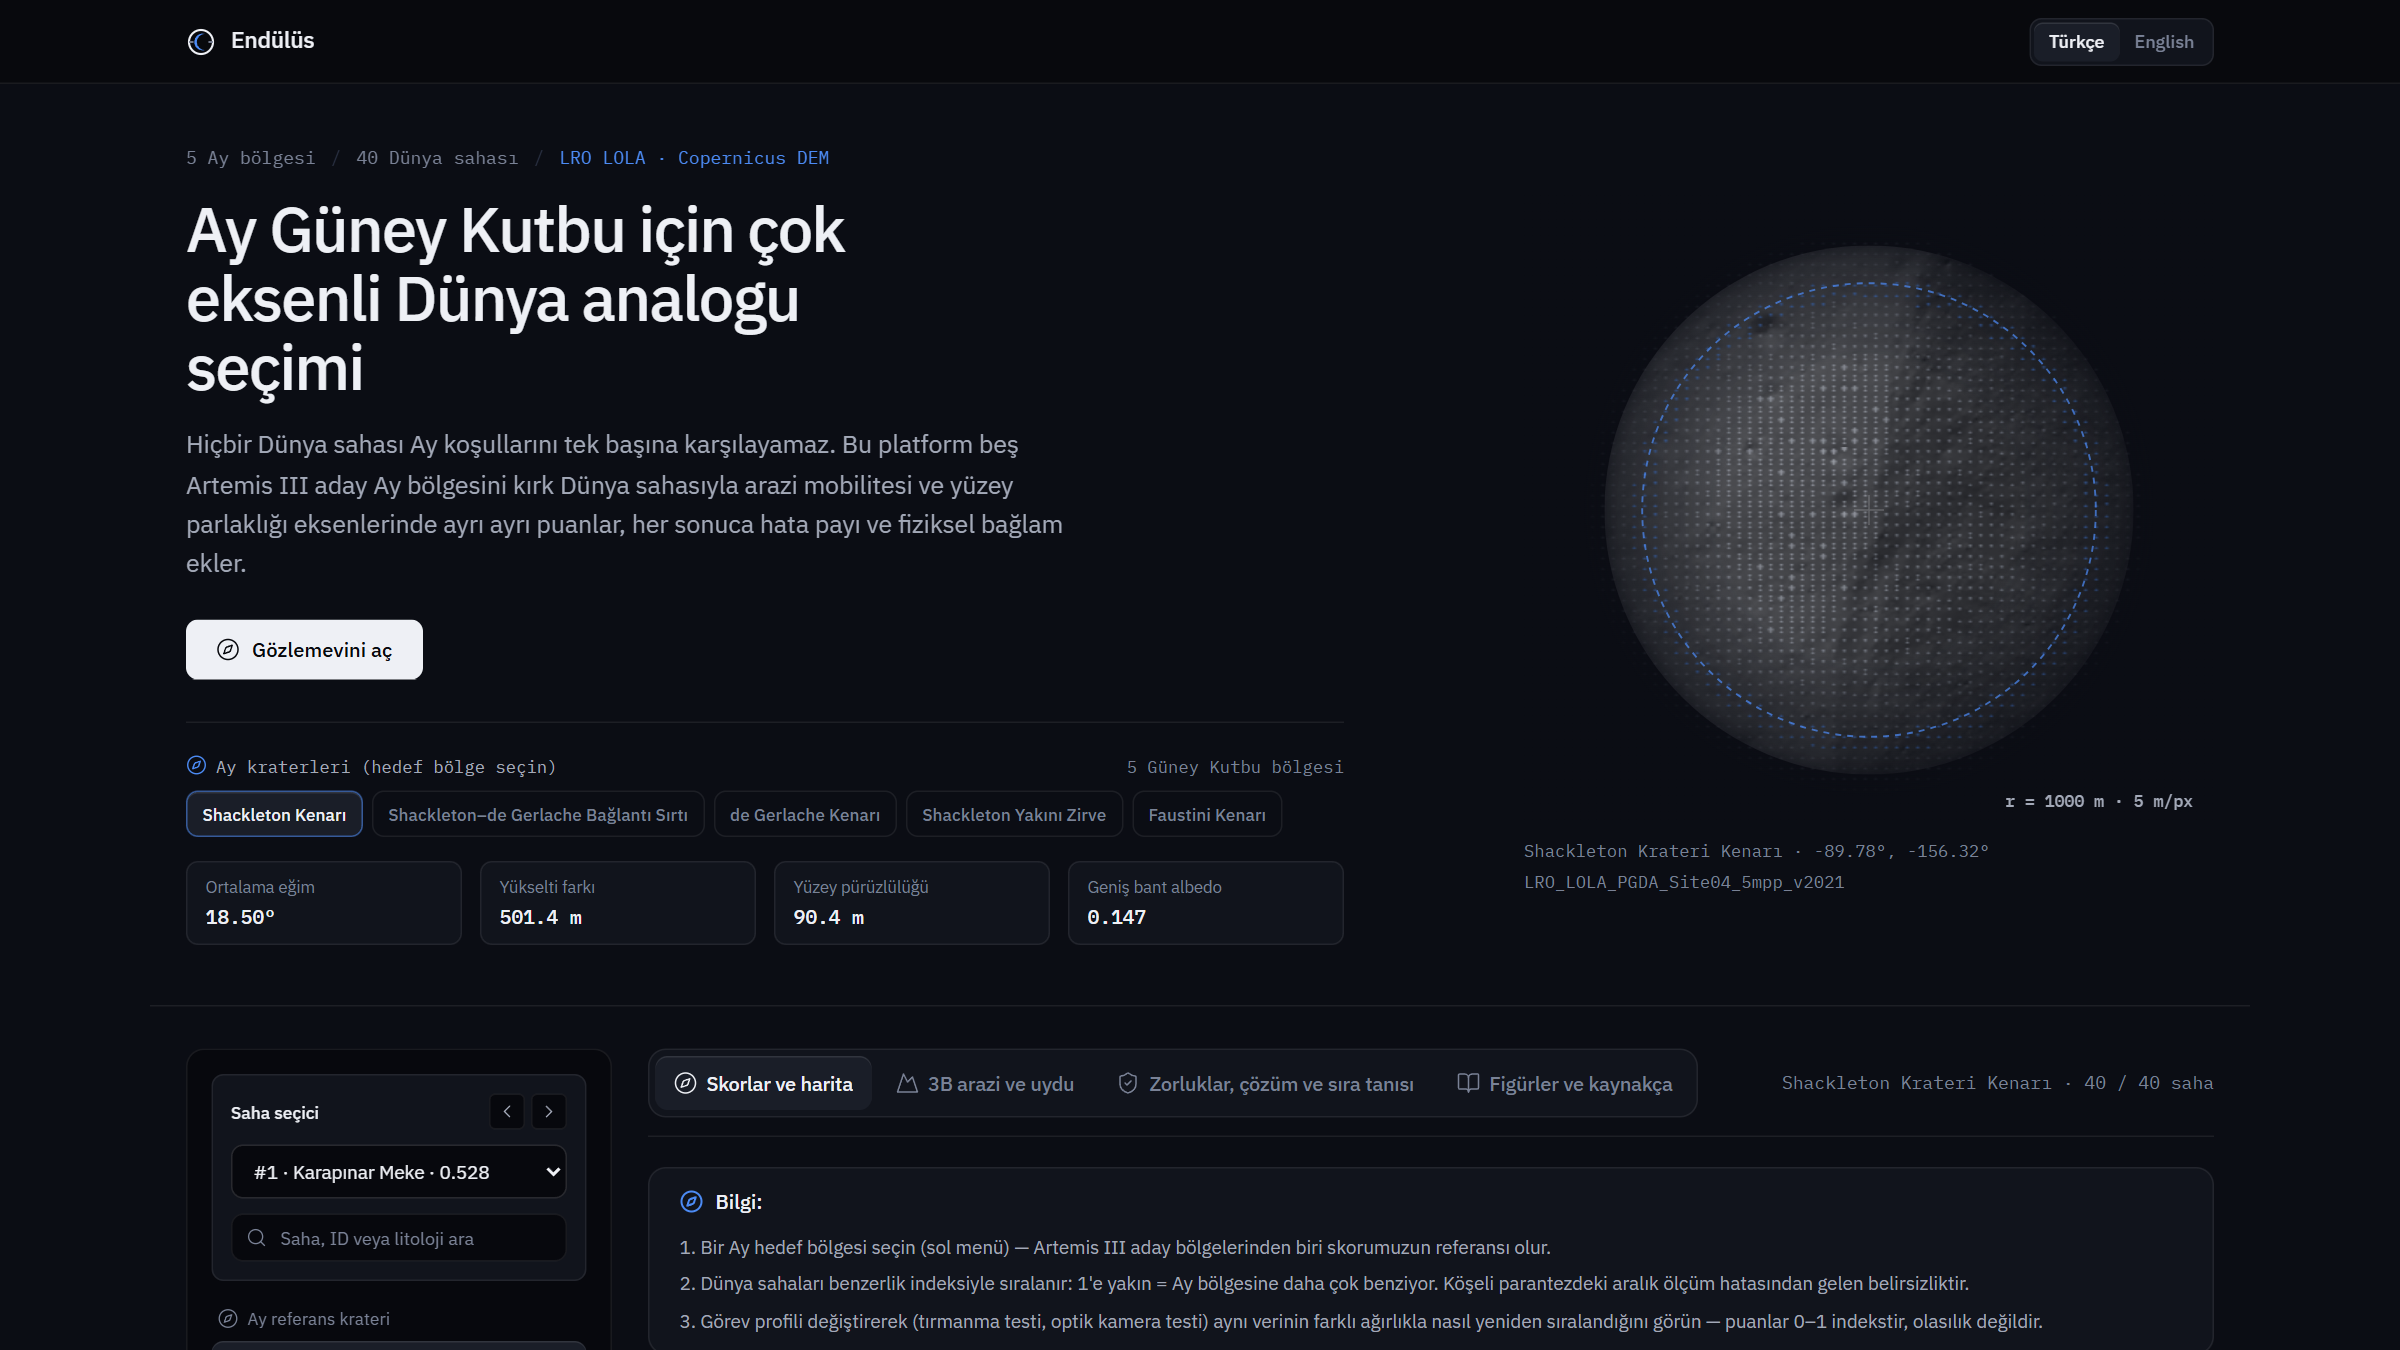 Endülüs
Türkçe English
5 Ay bölgesi / 40 Dünya sahası / LRO LOLA · Copernicus DEM
Ay Güney Kutbu için çok
eksenli Dünya analogu
seçimi
Hiçbir Dünya sahası Ay koşullarını tek başına karşılayamaz. Bu platform beş
Artemis III aday Ay bölgesini kırk Dünya sahasıyla arazi mobilitesi ve yüzey
parlaklığı eksenlerinde ayrı ayrı puanlar, her sonuca hata payı ve fiziksel bağlam
ekler.
Gözlemevini aç
Ay kraterleri (hedef bölge seçin)
5 Güney Kutbu bölgesi
Shackleton Kenarı
Shackleton–de Gerlache Bağlantı Sırtı
de Gerlache Kenarı
Shackleton Yakını Zirve
Faustini Kenarı
Ortalama eğim
18.50°
Yükselti farkı
501.4 m
Yüzey pürüzlülüğü
90.4 m
Geniş bant albedo
0.147
r = 1000 m · 5 m/px
Shackleton Krateri Kenarı · -89.78°, -156.32°
LRO_LOLA_PGDA_Site04_5mpp_v2021
Saha seçici
#1 · Karapınar Meke · 0.528
Saha, ID veya litoloji ara
Ay referans krateri
Skorlar ve harita
3B arazi ve uydu
Zorluklar, çözüm ve sıra tanısı
Figürler ve kaynakça
Shackleton Krateri Kenarı · 40 / 40 saha
Bilgi:
1. Bir Ay hedef bölgesi seçin (sol menü) — Artemis III aday bölgelerinden biri skorumuzun referansı olur.
2. Dünya sahaları benzerlik indeksiyle sıralanır: 1'e yakın = Ay bölgesine daha çok benziyor. Köşeli parantezdeki aralık ölçüm hatasından gelen belirsizliktir.
3. Görev profili değiştirerek (tırmanma testi, optik kamera testi) aynı verinin farklı ağırlıkla nasıl yeniden sıralandığını görün — puanlar 0–1 indekstir, olasılık değildir.